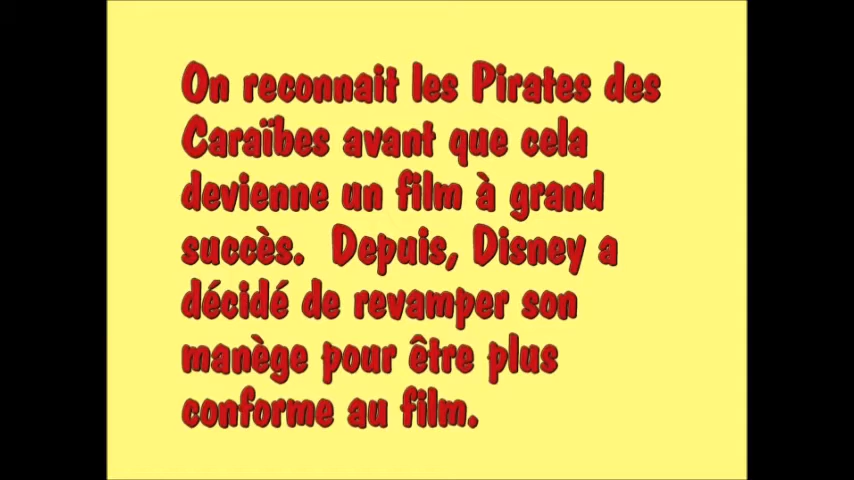 On reconnait les Pirates des
Caraïbes avant que cela
devienne un film à grand
succès. Depuis, Disney a
décidé de revamper son
manège pour être plus
conforme au film.